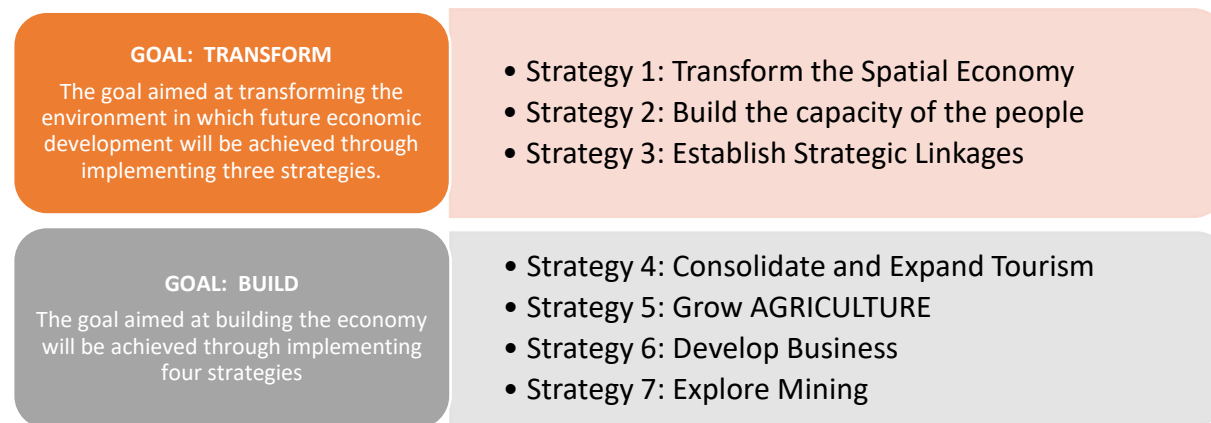 GOAL: TRANSFORM
The goal aimed at transforming the
environment in which future economic
development will be achieved through
implementing three strategies.
• Strategy 1: Transform the Spatial Economy
• Strategy 2: Build the capacity of the people
• Strategy 3: Establish Strategic Linkages
GOAL: BUILD
The goal aimed at building the economy
will be achieved through implementing
four strategies
• Strategy 4: Consolidate and Expand Tourism
• Strategy 5: Grow AGRICULTURE
• Strategy 6: Develop Business
• Strategy 7: Explore Mining